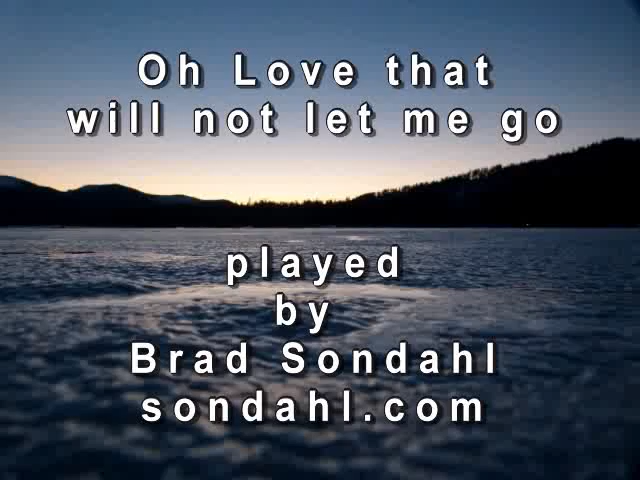 Oh Love that
will not let me go
played
by
Brad Sondahl
sondahl.com